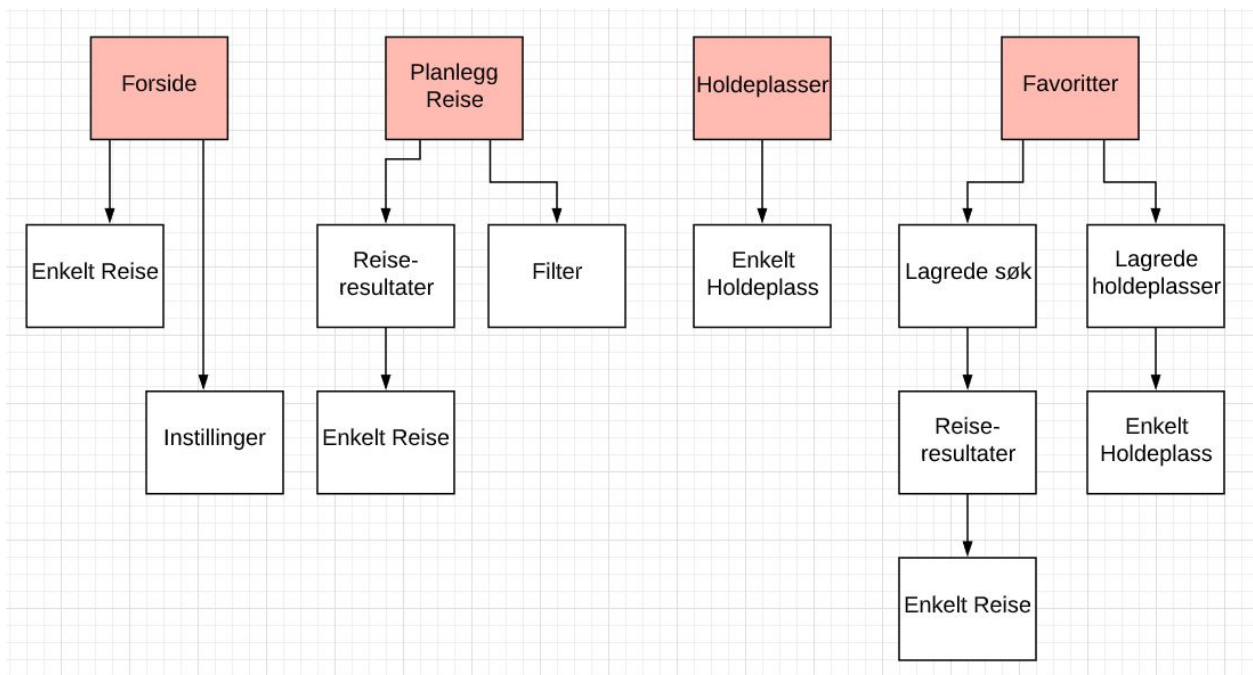 Forside
Planlegg
Reise
Holdeplasser
Favoritter
Enkelt Reise
Reise-
resultater
Filter
Enkelt
Holdeplass
Lagrede søk
Lagrede
holdeplasser
Instillinger
Enkelt Reise
Reise-
resultater
Enkelt
Holdeplass
Enkelt Reise